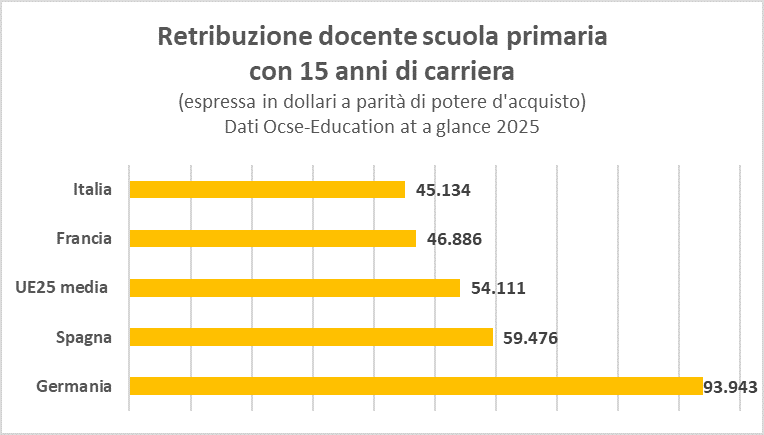 Retribuzione docente scuola primaria
con 15 anni di carriera
(espressa in dollari a parità di potere d'acquisto)
Dati Ocse-Education at a glance 2025
Italia 45.134
Francia 46.886
UE25 media 54.111
Spagna 59.476
Germania 93.943